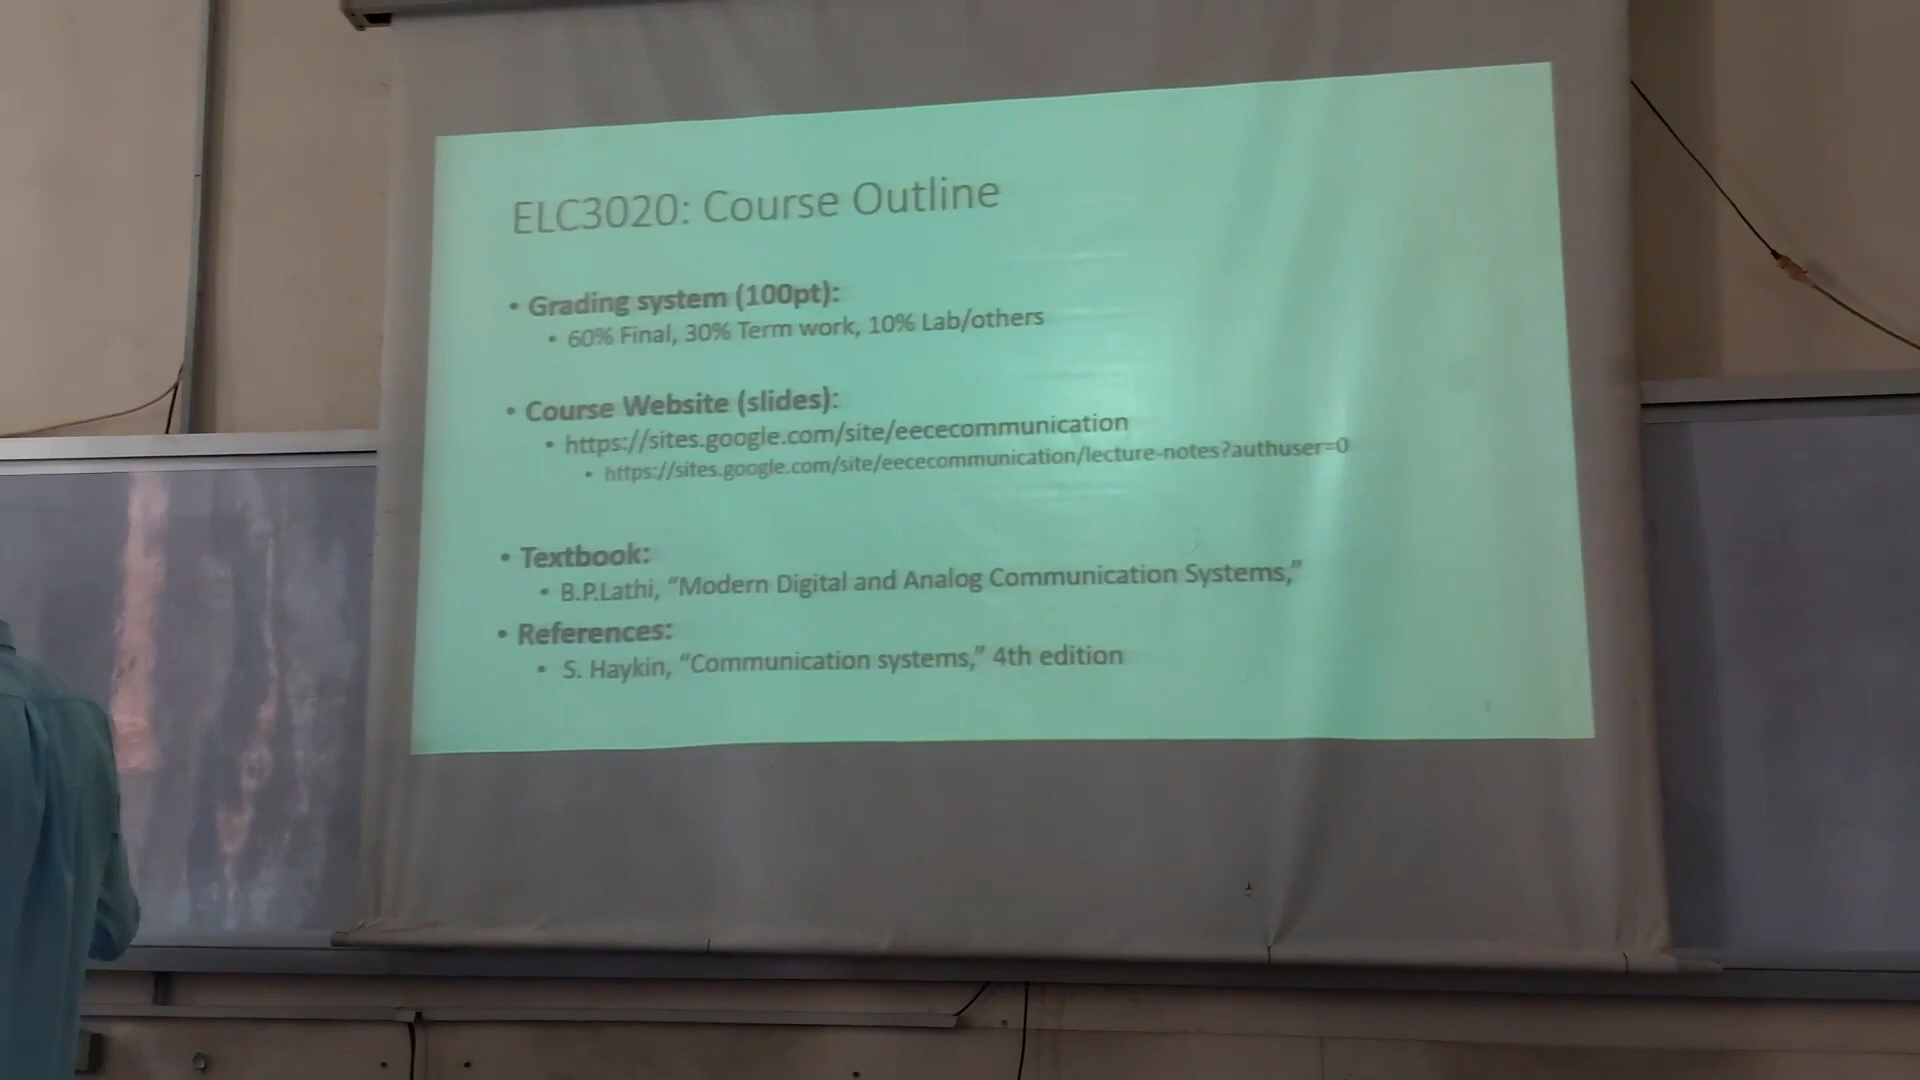 ELC3020: Course Outline
• Grading system (100pt):
• 60% Final, 30% Term work, 10% Lab/others
• Course Website (slides):
• https://sites.google.com/site/eececommunication
• https://sites.google.com/site/eececommunication/lecture-notes?authuser=0
• Textbook:
• B.P.Lathi, “Modern Digital and Analog Communication Systems,”
• References:
• S. Haykin, “Communication systems,” 4th edition